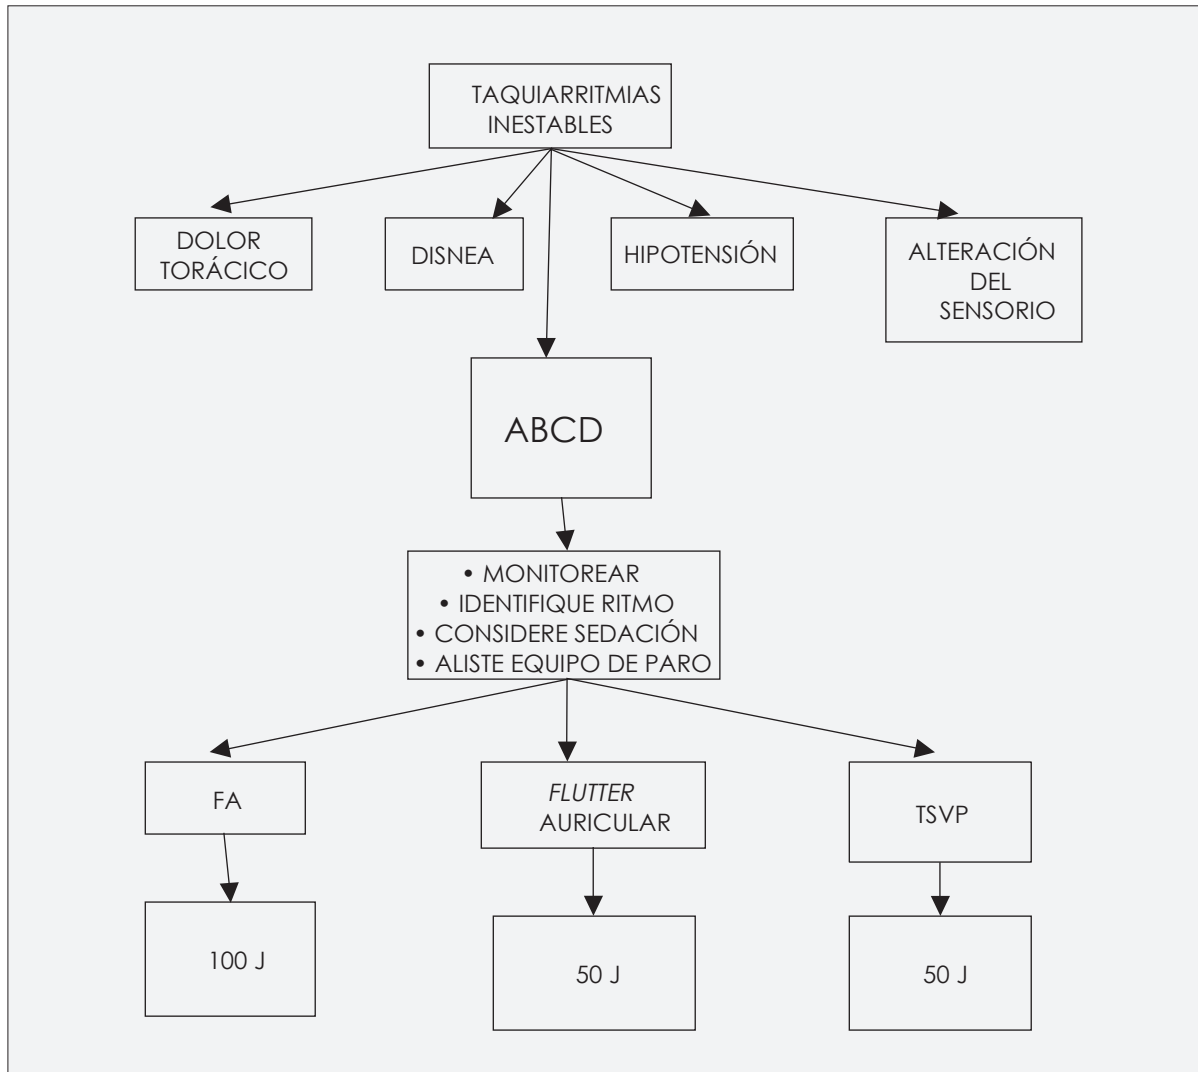 TAQUIARRITMIAS
INESTABLES
DOLOR
TORÁCICO
DISNEA
HIPOTENSIÓN
ALTERACIÓN
DEL
SENSORIO
ABCD
• MONITOREAR
• IDENTIFIQUE RITMO
• CONSIDERE SEDACIÓN
• ALISTE EQUIPO DE PARO
FA
FLUTTER
AURICULAR
TSVP
100 J
50 J
50 J